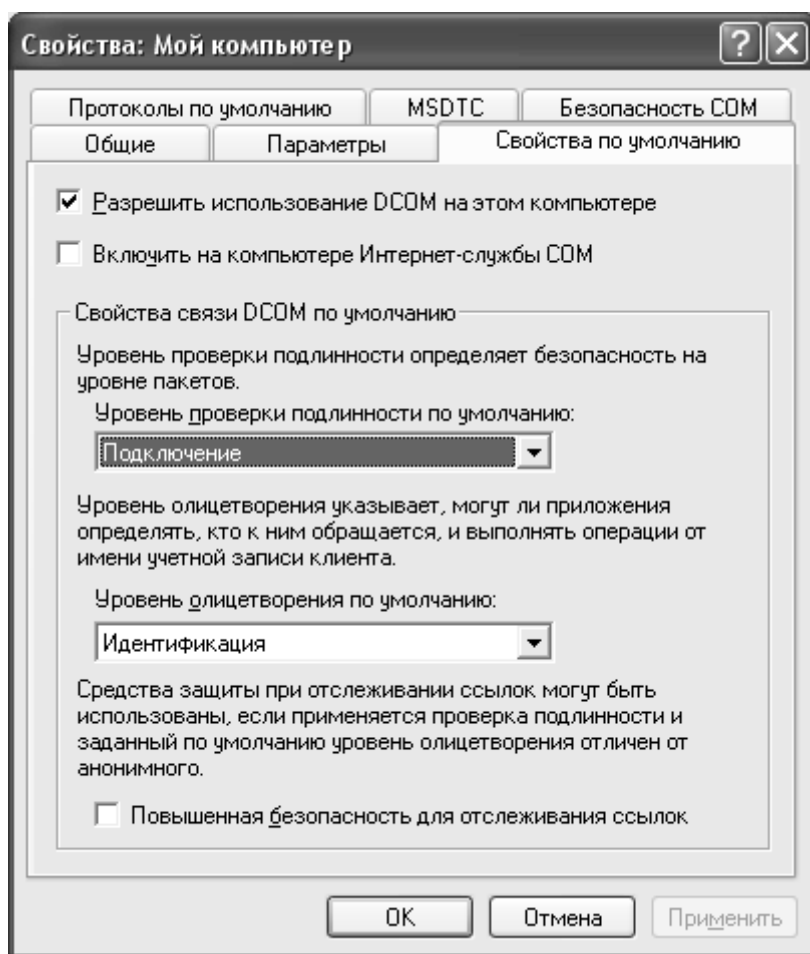 Свойства: Мой компьютер
Протоколы по умолчанию MSDTC Безопасность COM
Общие Параметры Свойства по умолчанию
Разрешить использование DCOM на этом компьютере
Включить на компьютере Интернет-службы COM
Свойства связи DCOM по умолчанию
Уровень проверки подлинности определяет безопасность на
уровне пакетов.
Уровень проверки подлинности по умолчанию:
Подключение
Уровень олицетворения указывает, могут ли приложения
определять, кто к ним обращается, и выполнять операции от
имени учетной записи клиента.
Уровень олицетворения по умолчанию:
Идентификация
Средства защиты при отслеживании ссылок могут быть
использованы, если применяется проверка подлинности и
заданный по умолчанию уровень олицетворения отличен от
анонимного.
Повышенная безопасность для отслеживания ссылок
OK Отмена Применить